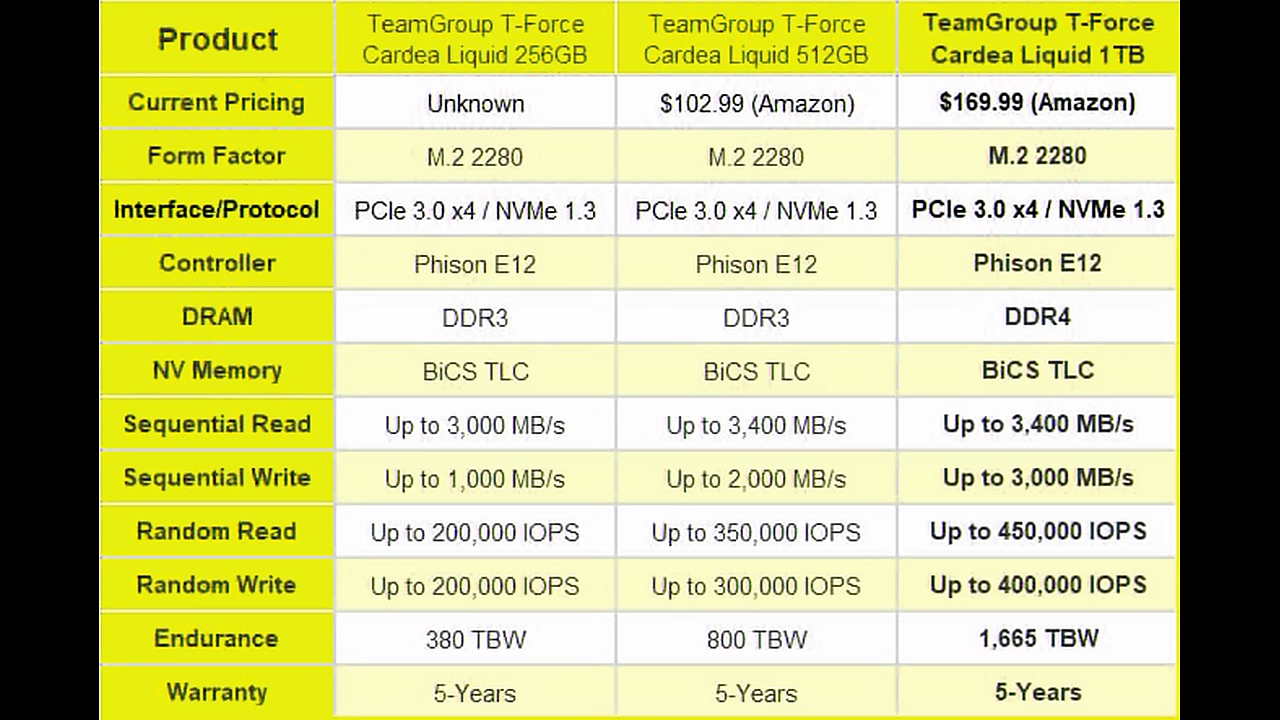 Product TeamGroup T-Force Cardea Liquid 256GB TeamGroup T-Force Cardea Liquid 512GB TeamGroup T-Force Cardea Liquid 1TB
Current Pricing Unknown $102.99 (Amazon) $169.99 (Amazon)
Form Factor M.2 2280 M.2 2280 M.2 2280
Interface/Protocol PCIe 3.0 x4 / NVMe 1.3 PCIe 3.0 x4 / NVMe 1.3 PCIe 3.0 x4 / NVMe 1.3
Controller Phison E12 Phison E12 Phison E12
DRAM DDR3 DDR3 DDR4
NV Memory BiCS TLC BiCS TLC BiCS TLC
Sequential Read Up to 3,000 MB/s Up to 3,400 MB/s Up to 3,400 MB/s
Sequential Write Up to 1,000 MB/s Up to 2,000 MB/s Up to 3,000 MB/s
Random Read Up to 200,000 IOPS Up to 350,000 IOPS Up to 450,000 IOPS
Random Write Up to 200,000 IOPS Up to 300,000 IOPS Up to 400,000 IOPS
Endurance 380 TBW 800 TBW 1,665 TBW
Warranty 5-Years 5-Years 5-Years